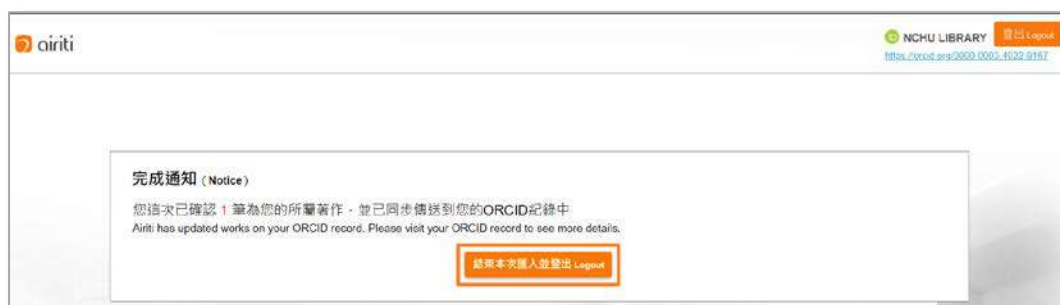 airiti
NCHU LIBRARY
登出 Logout
完成通知 (Notice)
您這次已確認 1 筆為您的所屬著作，並已同步傳送到您的ORCID紀錄中
Airiti has updated works on your ORCID record. Please visit your ORCID record to see more details.
結束本次匯入並登出 Logout